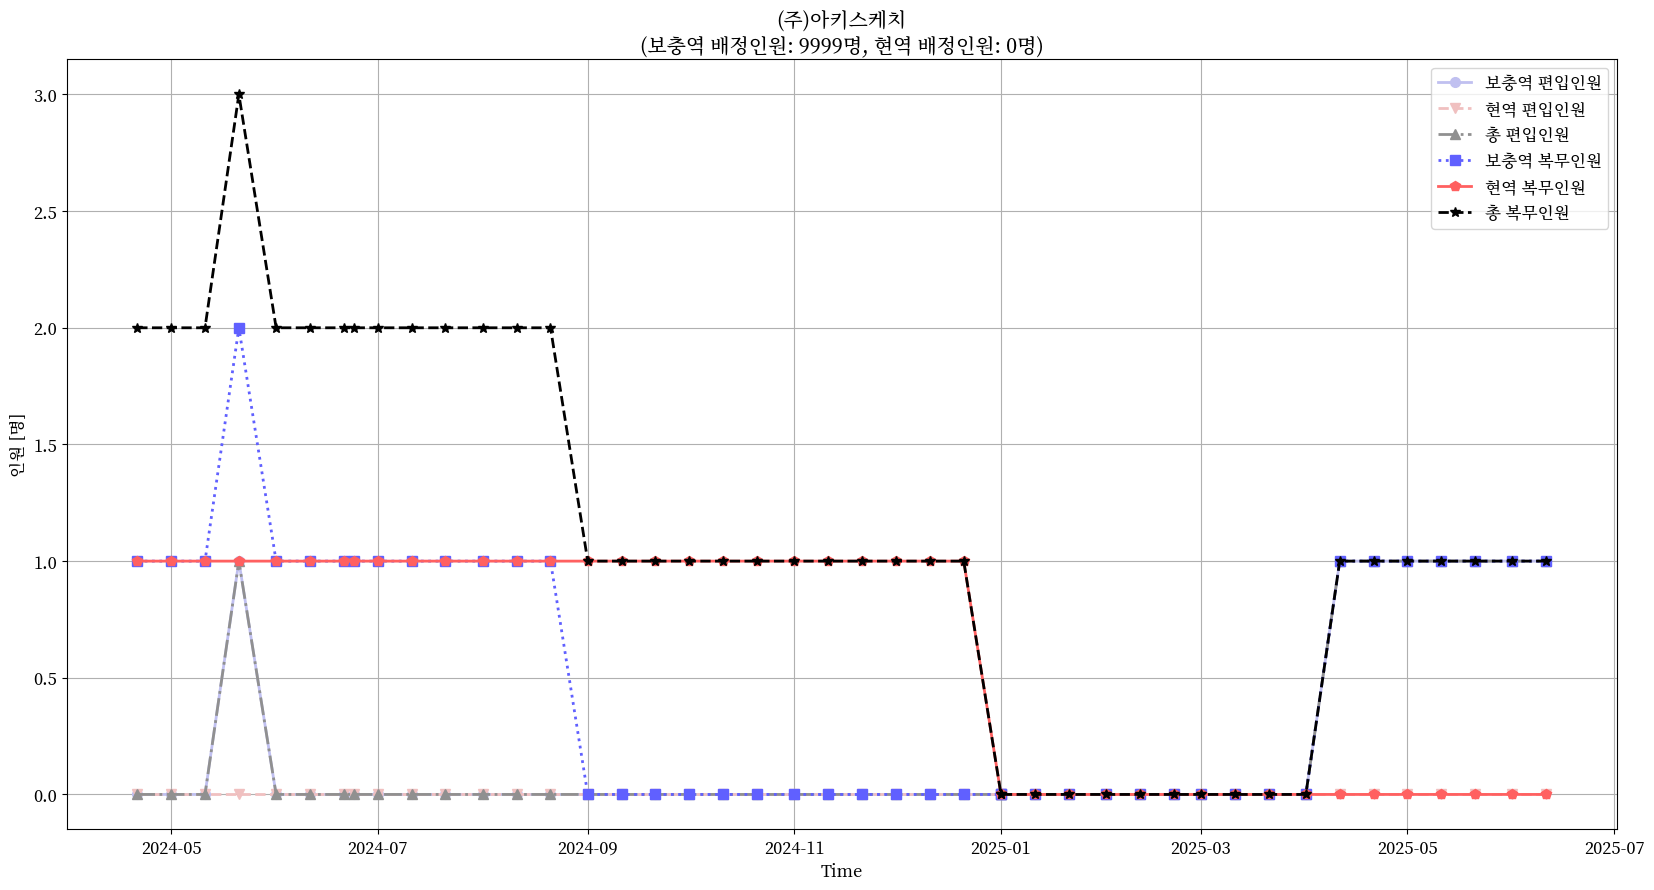 (주)아키스케치
(보충역 배정인원: 9999명, 현역 배정인원: 0명)
보충역 편입인원
현역 편입인원
총 편입인원
보충역 복무인원
현역 복무인원
총 복무인원
3.0
2.5
2.0
1.5
1.0
0.5
0.0
인원 [명]
2024-05
2024-07
2024-09
2024-11
2025-01
2025-03
2025-05
2025-07
Time